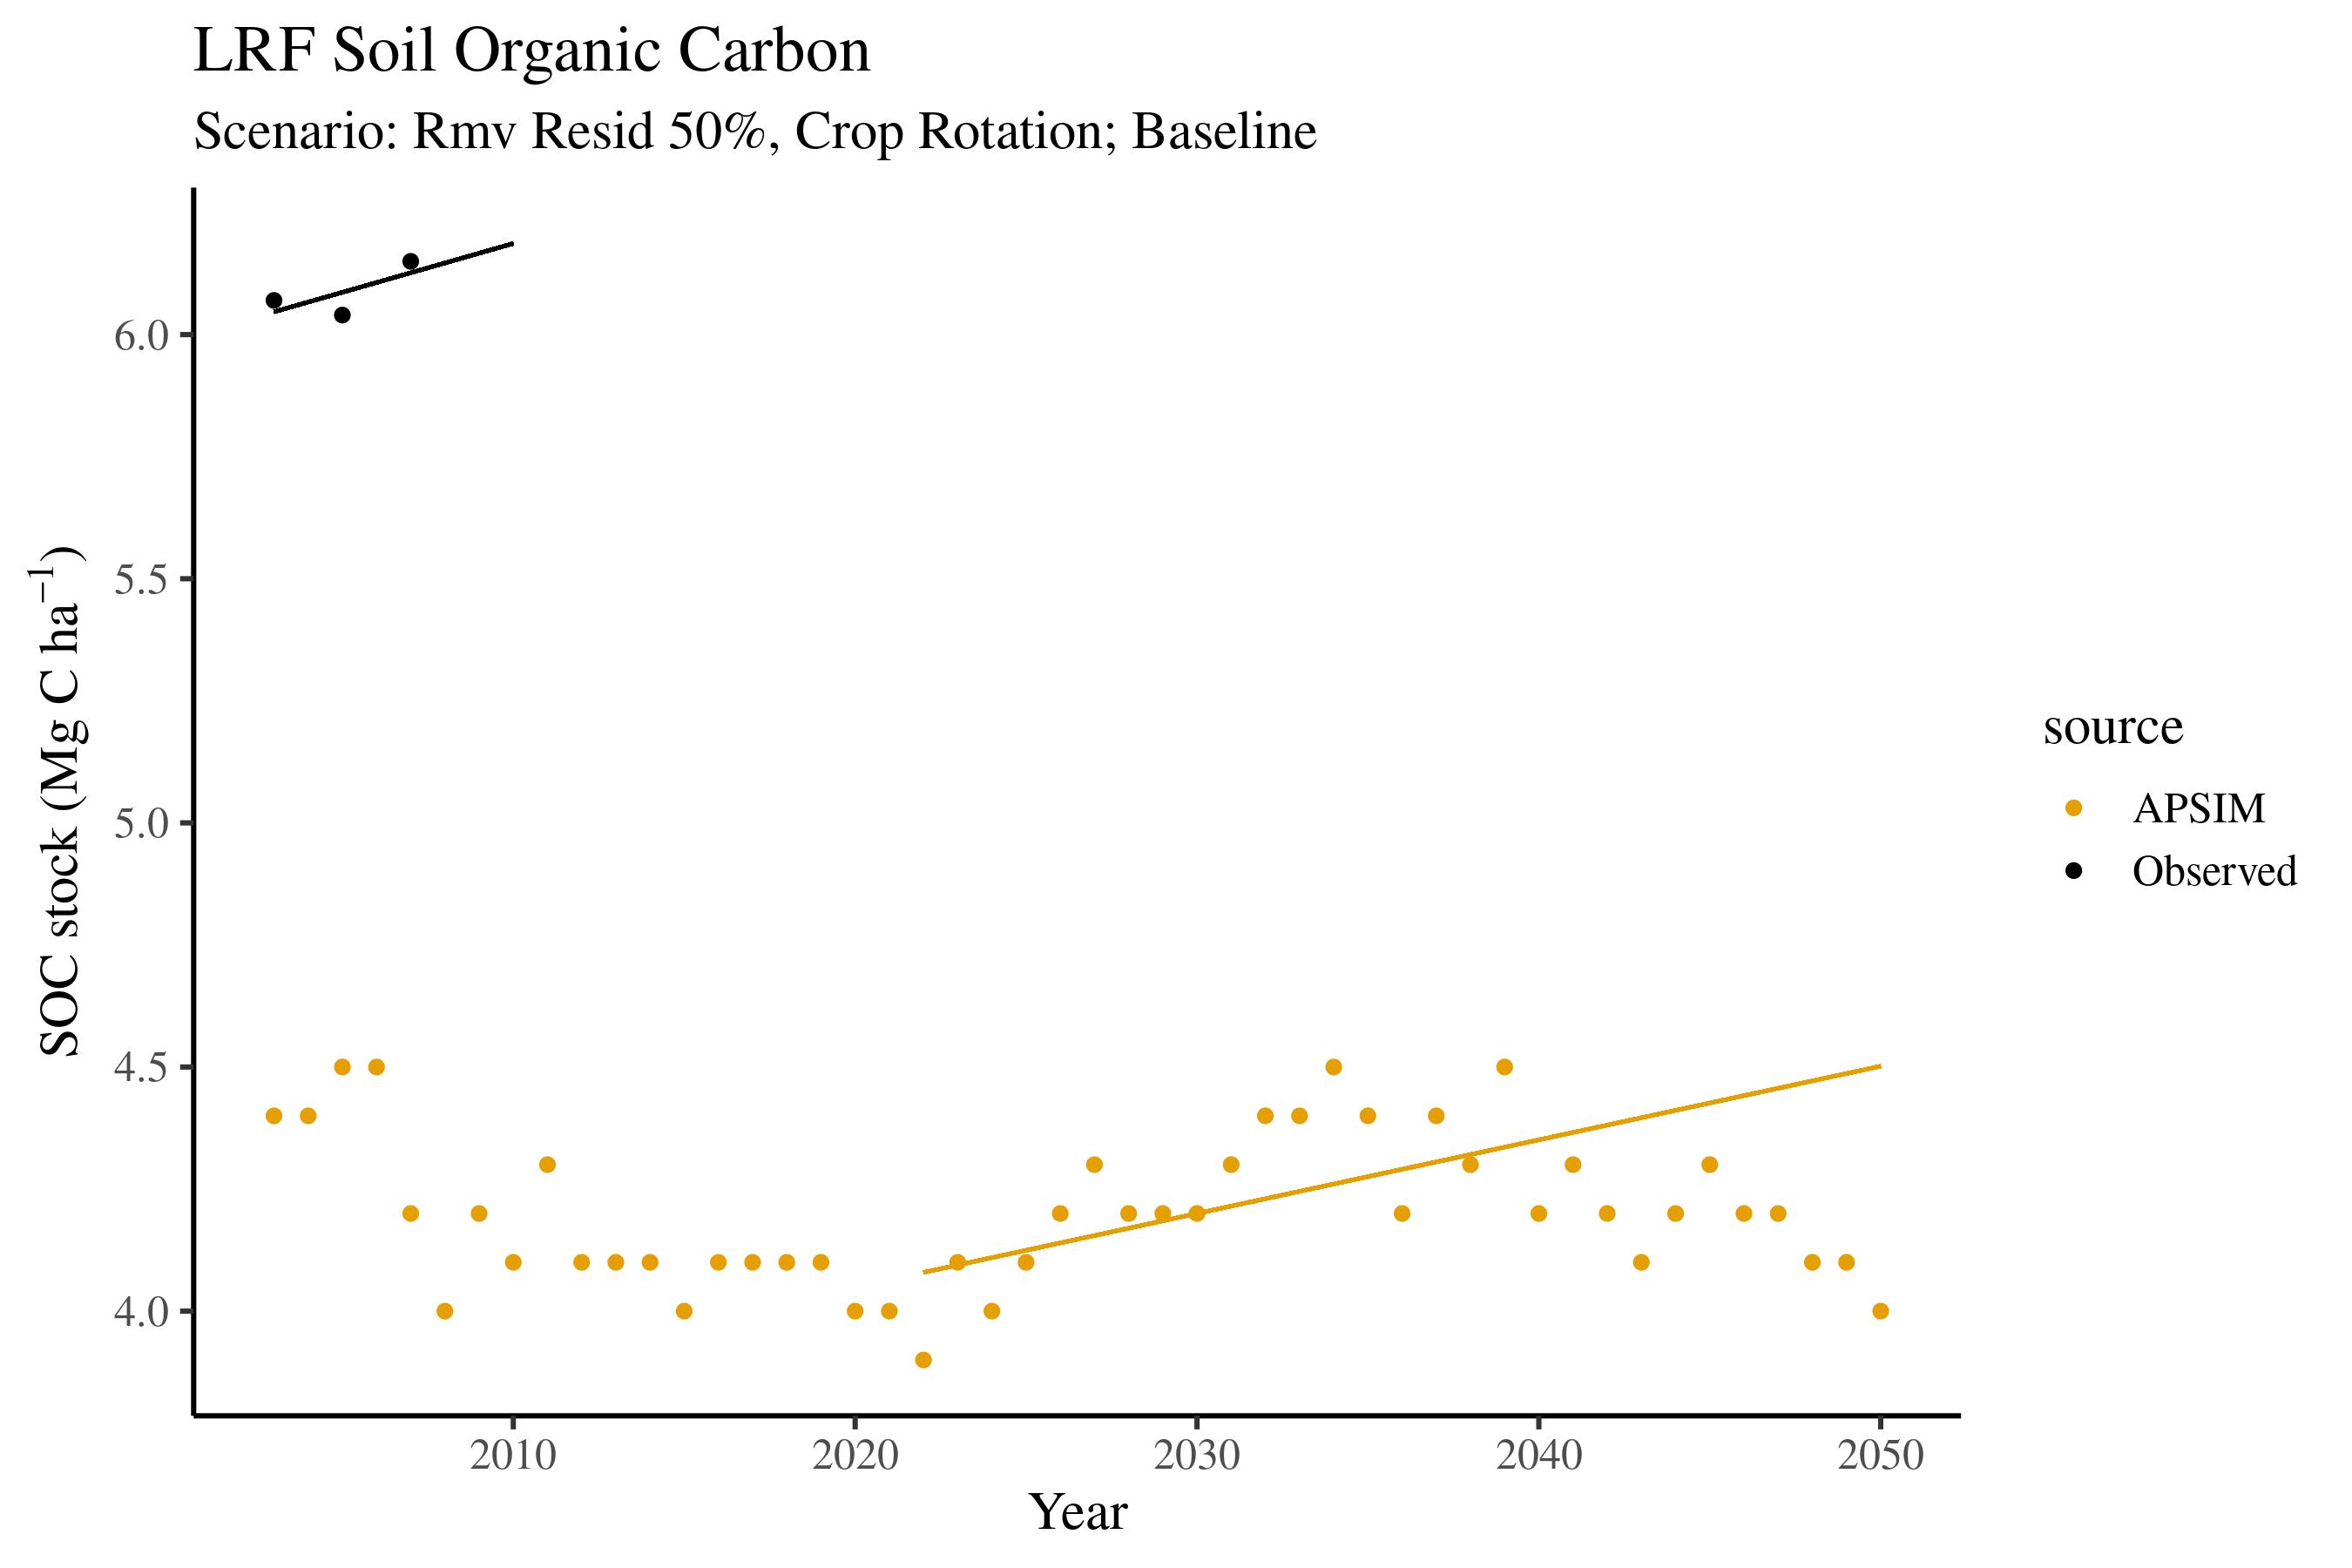 LRF Soil Organic Carbon
Scenario: Rmv Resid 50%, Crop Rotation; Baseline
SOC stock (Mg C ha⁻¹)
6.0
5.5
5.0
4.5
4.0
2010 2020 2030 2040 2050
Year
source
APSIM
Observed